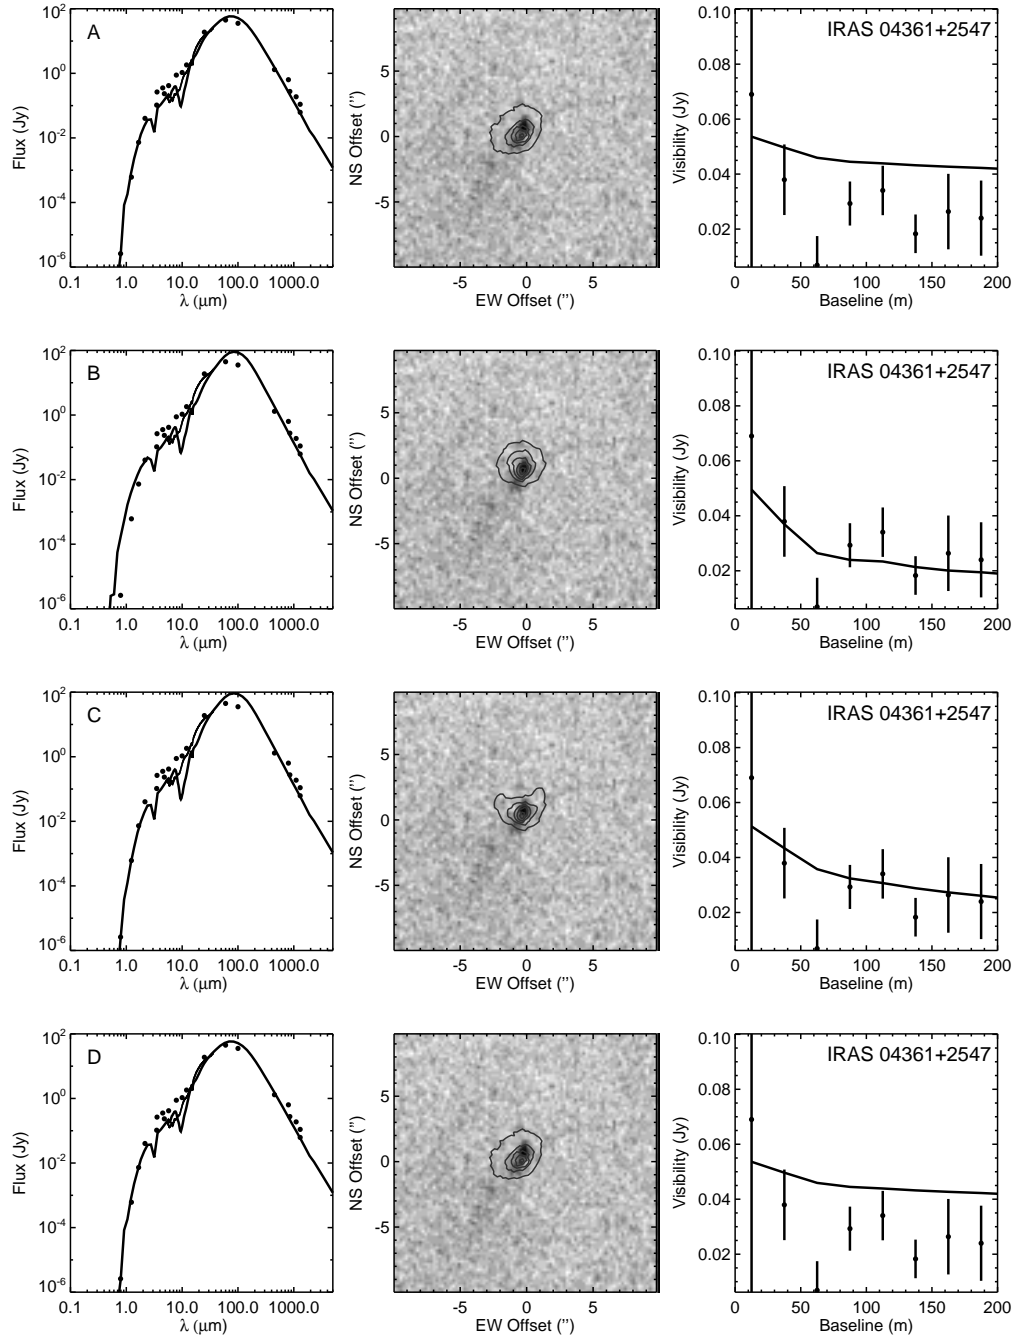 A
Flux (Jy)
10^2
10^0
10^-2
10^-4
10^-6
0.1 1.0 10.0 100.0 1000.0
λ (μm)
NS Offset (’’)
5
0
-5
-5 0 5
EW Offset (’’)
IRAS 04361+2547
Visibility (Jy)
0.10
0.08
0.06
0.04
0.02
0 50 100 150 200
Baseline (m)
B
Flux (Jy)
10^2
10^0
10^-2
10^-4
10^-6
0.1 1.0 10.0 100.0 1000.0
λ (μm)
NS Offset (’’)
5
0
-5
-5 0 5
EW Offset (’’)
IRAS 04361+2547
Visibility (Jy)
0.10
0.08
0.06
0.04
0.02
0 50 100 150 200
Baseline (m)
C
Flux (Jy)
10^2
10^0
10^-2
10^-4
10^-6
0.1 1.0 10.0 100.0 1000.0
λ (μm)
NS Offset (’’)
5
0
-5
-5 0 5
EW Offset (’’)
IRAS 04361+2547
Visibility (Jy)
0.10
0.08
0.06
0.04
0.02
0 50 100 150 200
Baseline (m)
D
Flux (Jy)
10^2
10^0
10^-2
10^-4
10^-6
0.1 1.0 10.0 100.0 1000.0
λ (μm)
NS Offset (’’)
5
0
-5
-5 0 5
EW Offset (’’)
IRAS 04361+2547
Visibility (Jy)
0.10
0.08
0.06
0.04
0.02
0 50 100 150 200
Baseline (m)